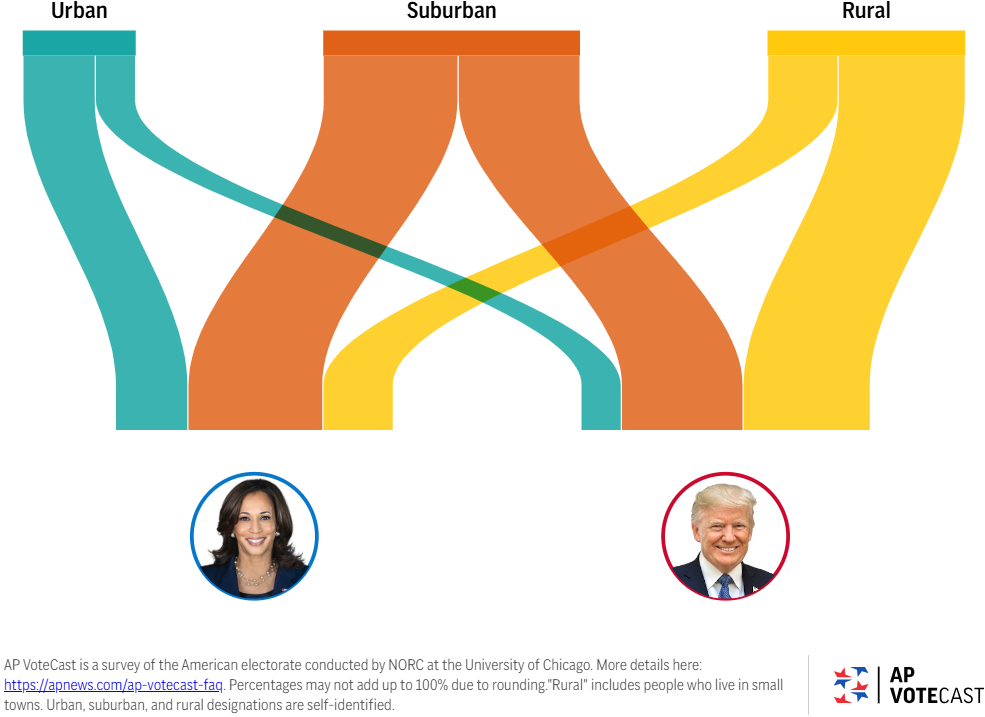 Urban
Suburban
Rural
AP VoteCast is a survey of the American electorate conducted by NORC at the University of Chicago. More details here:
https://apnews.com/ap-votecast-faq. Percentages may not add up to 100% due to rounding."Rural" includes people who live in small
towns. Urban, suburban, and rural designations are self-identified.
AP
VOTECAST